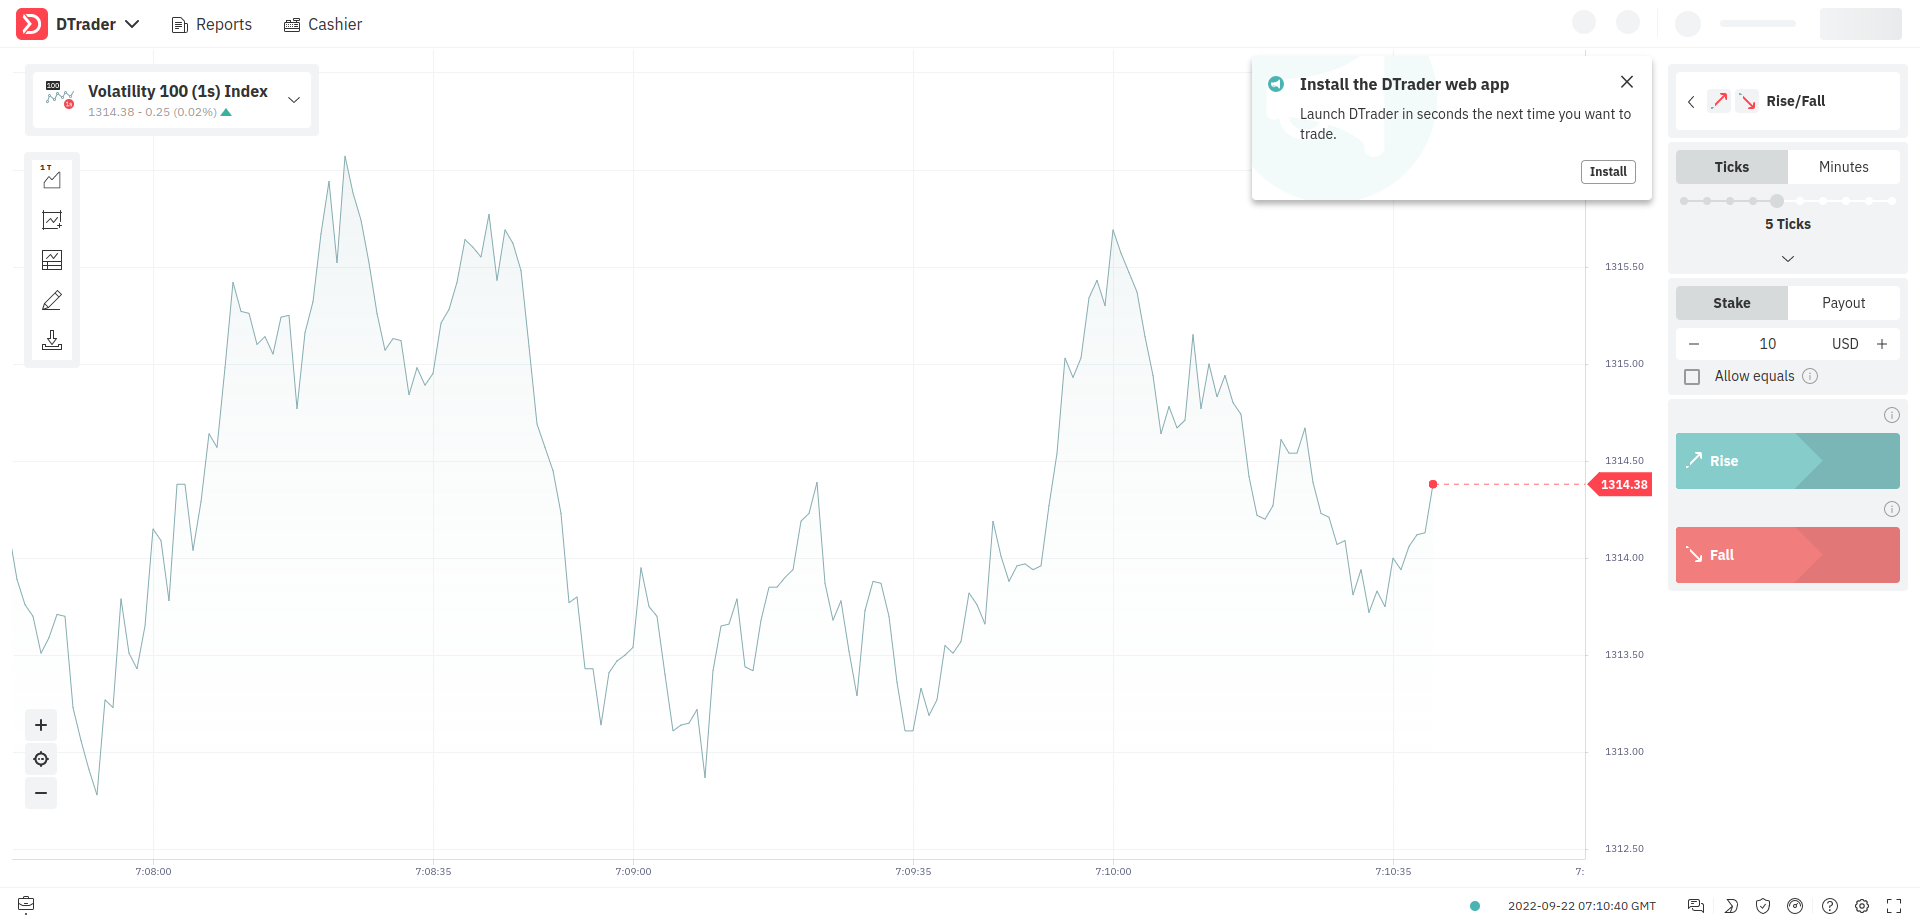 DTrader
Reports
Cashier
100
1s
Volatility 100 (1s) Index
1314.38 - 0.25 (0.02%)
1T
Install the DTrader web app
Launch DTrader in seconds the next time you want to
trade.
Install
Rise/Fall
Ticks
Minutes
5 Ticks
Stake
Payout
10
USD
Allow equals
Rise
Fall
1315.50
1315.00
1314.50
1314.38
1314.00
1313.50
1313.00
1312.50
7:08:00
7:08:35
7:09:00
7:09:35
7:10:00
7:10:35
7:
2022-09-22 07:10:40 GMT